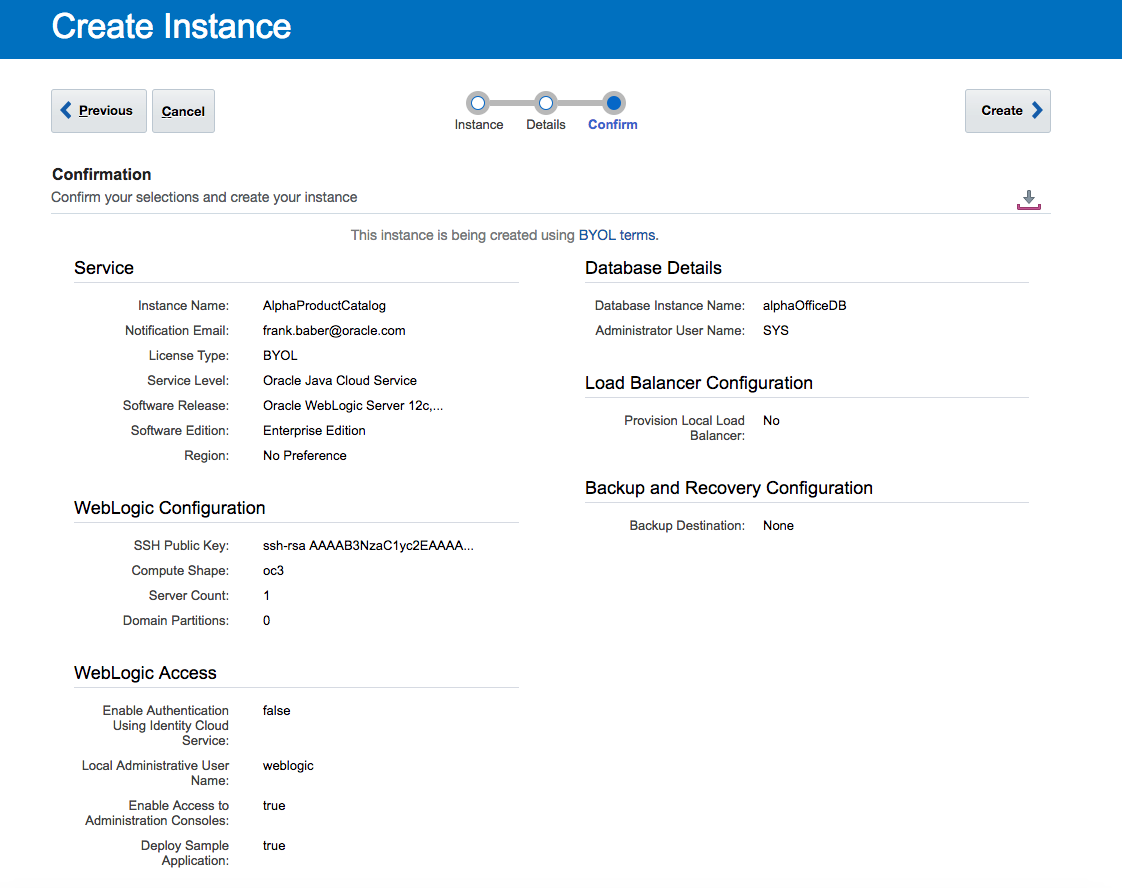 Create Instance
Previous
Cancel
Instance
Details
Confirm
Create
Confirmation
Confirm your selections and create your instance
This instance is being created using BYOL terms.
Service
Instance Name: AlphaProductCatalog
Notification Email: frank.baber@oracle.com
License Type: BYOL
Service Level: Oracle Java Cloud Service
Software Release: Oracle WebLogic Server 12c,...
Software Edition: Enterprise Edition
Region: No Preference
WebLogic Configuration
SSH Public Key: ssh-rsa AAAAB3NzaC1yc2EAAAA...
Compute Shape: oc3
Server Count: 1
Domain Partitions: 0
WebLogic Access
Enable Authentication false
Using Identity Cloud
Service:
Local Administrative User weblogic
Name:
Enable Access to true
Administration Consoles:
Deploy Sample true
Application:
Database Details
Database Instance Name: alphaOfficeDB
Administrator User Name: SYS
Load Balancer Configuration
Provision Local Load No
Balancer:
Backup and Recovery Configuration
Backup Destination: None